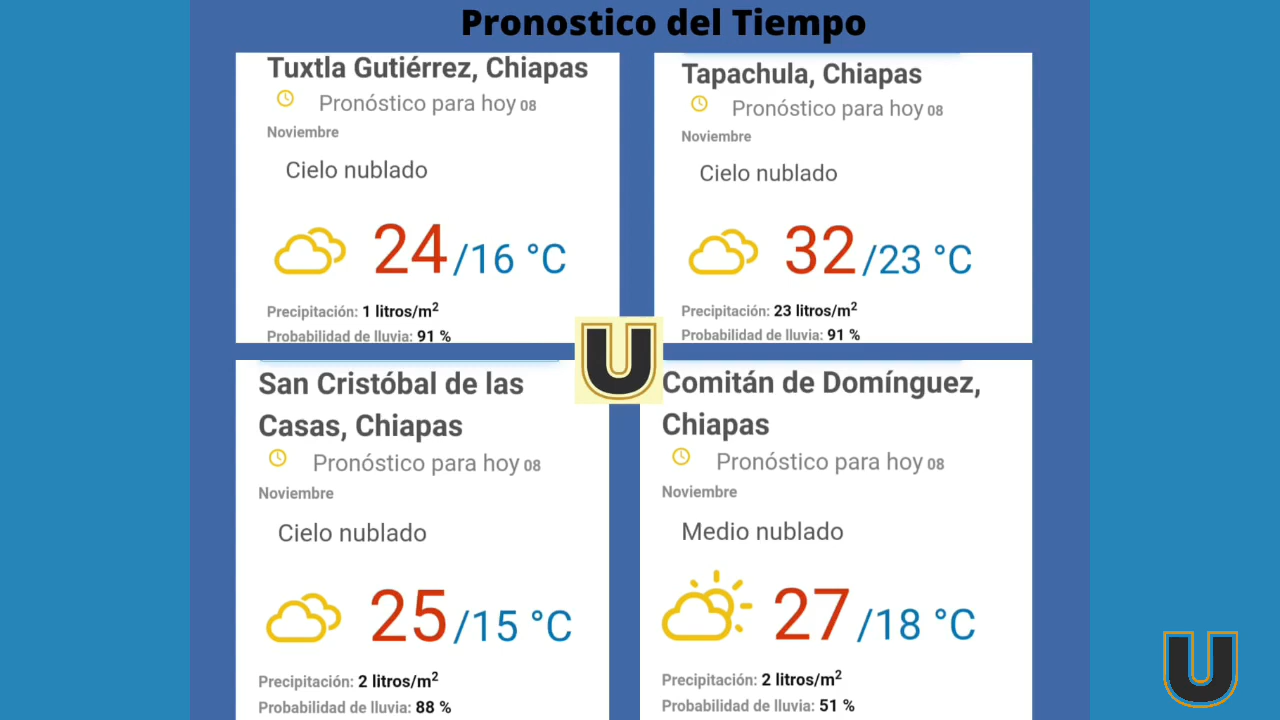 Pronostico del Tiempo
Tuxtla Gutiérrez, Chiapas
Pronóstico para hoy 08
Noviembre
Cielo nublado
24/16 °C
Precipitación: 1 litros/m²
Probabilidad de lluvia: 91 %
Tapachula, Chiapas
Pronóstico para hoy 08
Noviembre
Cielo nublado
32/23 °C
Precipitación: 23 litros/m²
Probabilidad de lluvia: 91 %
U
San Cristóbal de las
Casas, Chiapas
Pronóstico para hoy 08
Noviembre
Cielo nublado
25/15 °C
Precipitación: 2 litros/m²
Probabilidad de lluvia: 88 %
Comitán de Domínguez,
Chiapas
Pronóstico para hoy 08
Noviembre
Medio nublado
27/18 °C
Precipitación: 2 litros/m²
Probabilidad de lluvia: 51 %
U